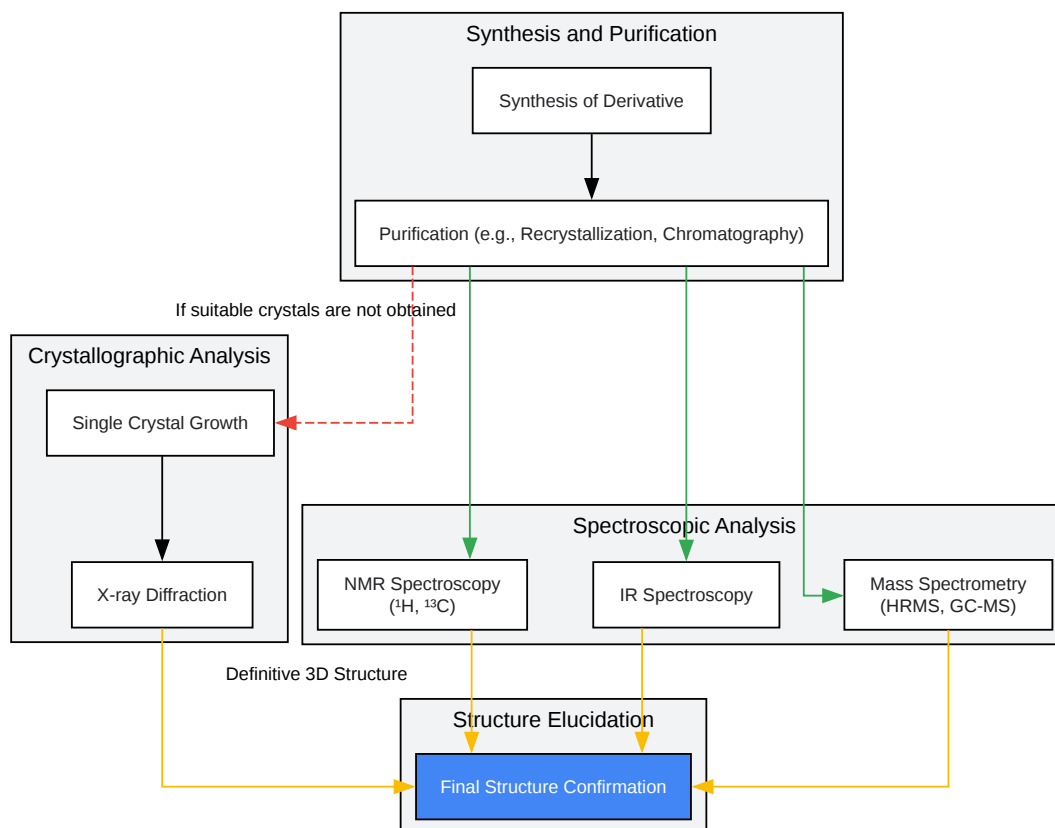 Synthesis and Purification
Synthesis of Derivative
Purification (e.g., Recrystallization, Chromatography)
If suitable crystals are not obtained
Crystallographic Analysis
Single Crystal Growth
X-ray Diffraction
Spectroscopic Analysis
NMR Spectroscopy
(¹H, ¹³C)
IR Spectroscopy
Mass Spectrometry
(HRMS, GC-MS)
Definitive 3D Structure
Structure Elucidation
Final Structure Confirmation